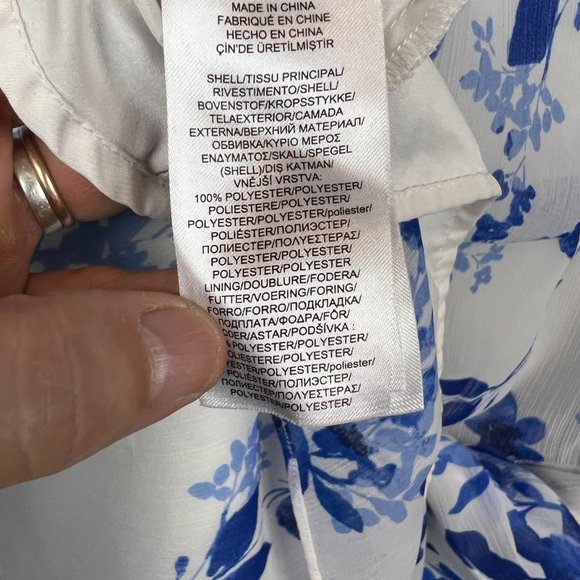 MADE IN CHINA
FABRIQUÉ EN CHINE
HECHO EN CHINA
ÇİN'DE ÜRETİLMİŞTİR
SHELL/TISSU PRINCIPAL/
RIVESTIMENTO/SHELL/
BOVENSTOF/KROPSSTYKKE/
TELAEXTERIOR/CAMADA
EXTERNA/ВЕРХНИЙ МАТЕРИАЛ/
ОБВИВКА/ΚΥΡΙΟ ΜΕΡΟΣ
ΕΝΔΥΜΑΤΟΣ/SKALL/SPEGEL
(SHELL)/DIŞ KATMAN/
VNĚJŠÍ VRSTVA:
100% POLYESTER/POLYESTER/
POLIESTERE/POLYESTER/
POLYESTER/POLYESTER/poliester/
POLIÉSTER/ПОЛИЭСТЕР/
ПОЛИЕСТЕР/ΠΟΛΥΕΣΤΕΡΑΣ/
POLYESTER/POLYESTER/
POLYESTER/POLYESTER
LINING/DOUBLURE/FODERA/
FUTTER/VOERING/FORING/
FORRO/FORRO/ПОДКЛАДКА/
ПОДПЛАТА/ΦΟΔΡΑ/FÖR/
/ASTAR/PODŠÍVKA :
POLYESTER/POLYESTER/
POLYESTER/
POLYESTER/poliester/
/ПОЛИЭСТЕР/
ПОЛИЕСТЕР/ΠΟΛΥΕΣΤΕΡΑΣ/
POLYESTER/POLYESTER/